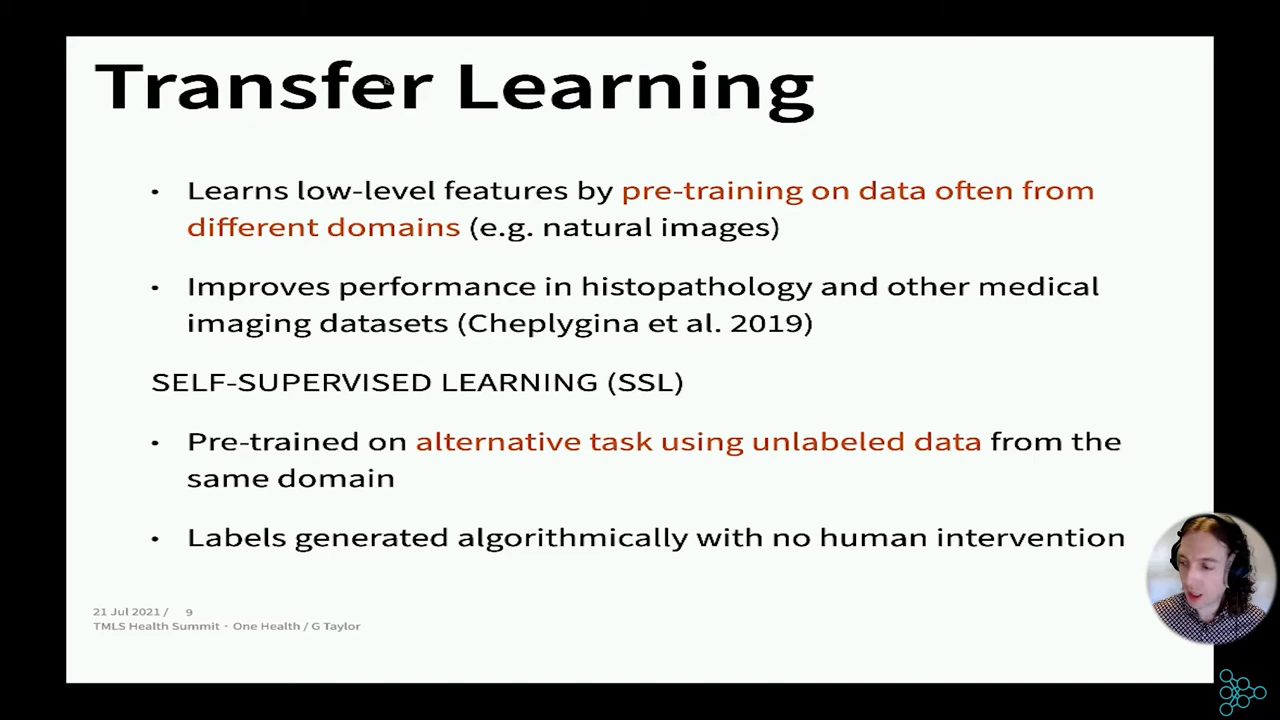 Transfer Learning
• Learns low-level features by pre-training on data often from
different domains (e.g. natural images)
• Improves performance in histopathology and other medical
imaging datasets (Cheplygina et al. 2019)
SELF-SUPERVISED LEARNING (SSL)
• Pre-trained on alternative task using unlabeled data from the
same domain
• Labels generated algorithmically with no human intervention
21 Jul 2021 / 9
TMLS Health Summit · One Health / G Taylor